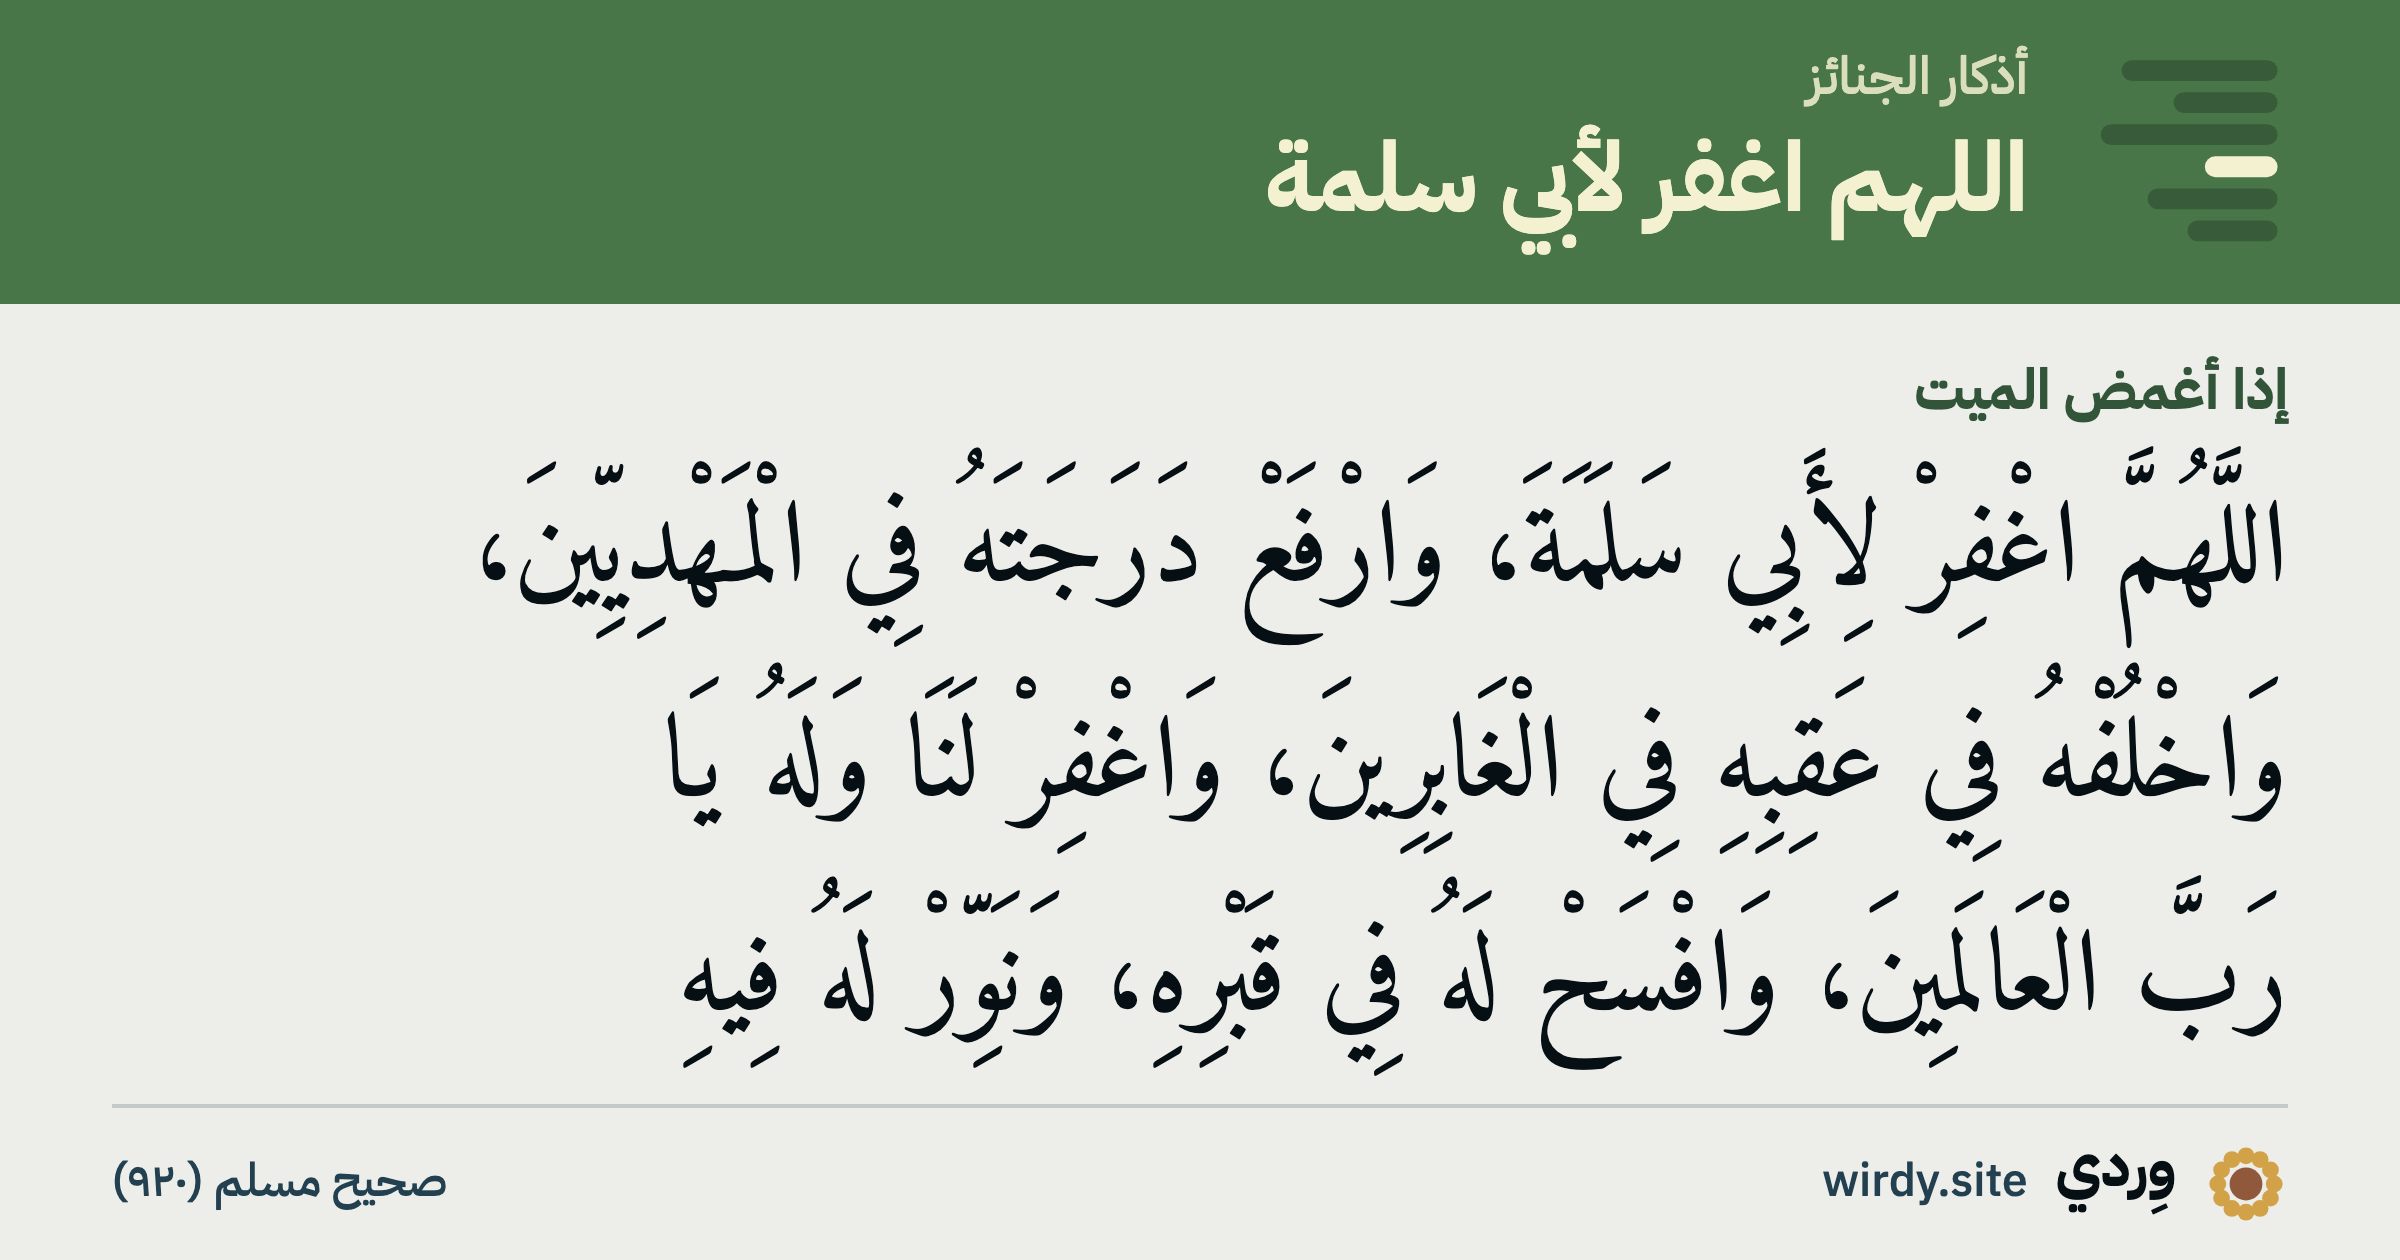 أذكار الجنائز
اللهم اغفر لأبي سلمة
إذا أغمض الميت
اللَّهُمَّ اغْفِرْ لِأَبِي سَلَمَةَ، وَارْفَعْ دَرَجَتَهُ فِي الْمَهْدِيِّينَ،
وَاخْلُفْهُ فِي عَقِبِهِ فِي الْغَابِرِينَ، وَاغْفِرْ لَنَا وَلَهُ يَا
رَبَّ الْعَالَمِينَ، وَافْسَحْ لَهُ فِي قَبْرِهِ، وَنَوِّرْ لَهُ فِيهِ
وِردي wirdy.site
صحيح مسلم (٩٢٠)